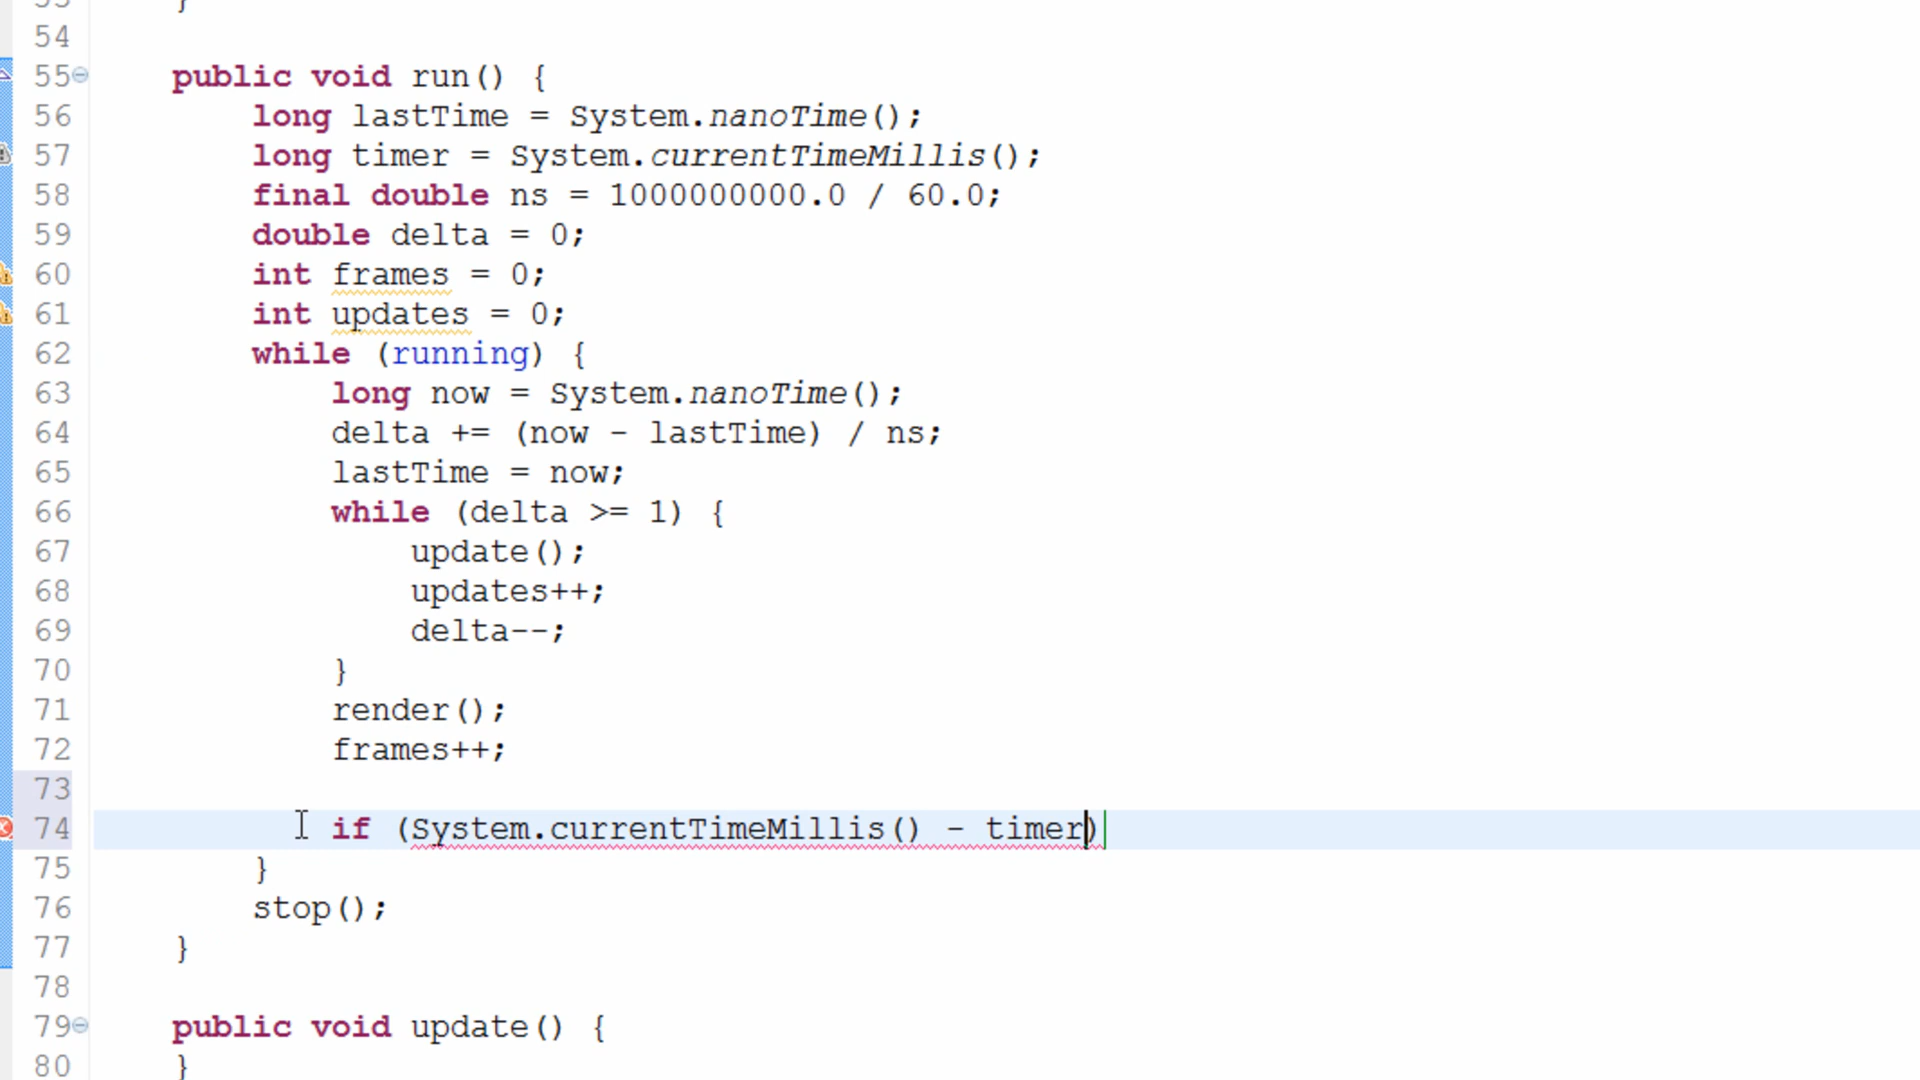 53 }
54
55 public void run() {
56 long lastTime = System.nanoTime();
57 long timer = System.currentTimeMillis();
58 final double ns = 1000000000.0 / 60.0;
59 double delta = 0;
60 int frames = 0;
61 int updates = 0;
62 while (running) {
63 long now = System.nanoTime();
64 delta += (now - lastTime) / ns;
65 lastTime = now;
66 while (delta >= 1) {
67 update();
68 updates++;
69 delta--;
70 }
71 render();
72 frames++;
73
74 if (System.currentTimeMillis() - timer)
75 }
76 stop();
77 }
78
79 public void update() {
80 }